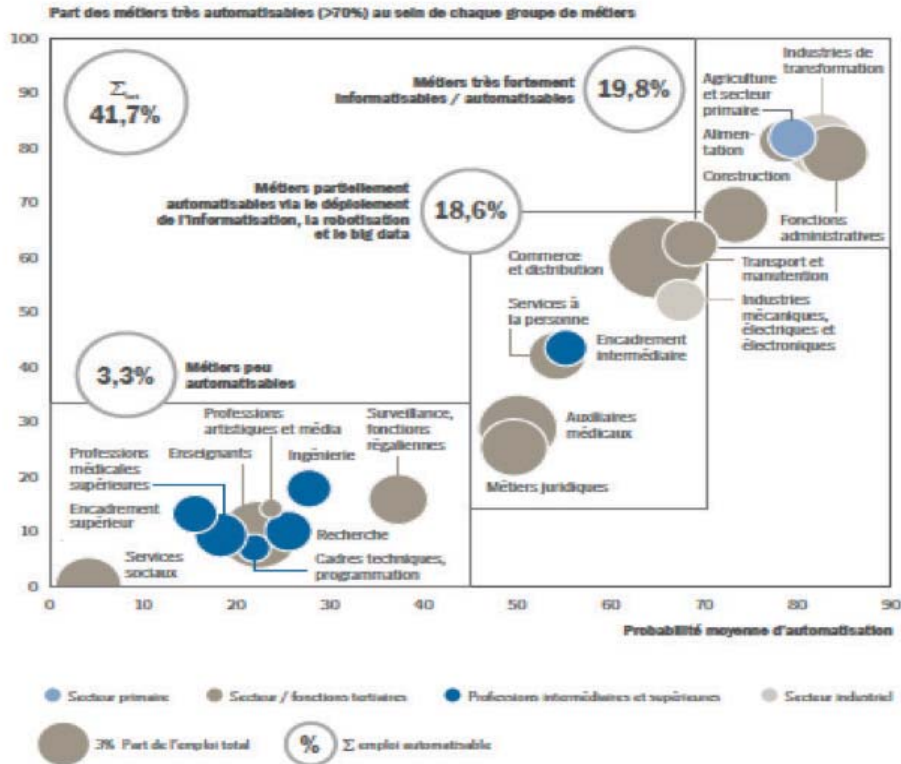 Part des métiers très automatisables (>70%) au sein de chaque groupe de métiers
100
90
80
70
60
50
40
30
20
10
0
Σ tot
41,7%
Métiers très fortement
informatisables / automatisables
19,8%
Industries de
transformation
Agriculture
et secteur
primaire
Alimen-
tation
Construction
Fonctions
administratives
Métiers partiellement
automatisables via le déploiement
de l'informatisation, la robotisation
et le big data
18,6%
Commerce
et distribution
Transport et
manutention
Services à
la personne
Industries
mécaniques,
électriques et
électroniques
Encadrement
intermédiaire
3,3%
Métiers peu
automatisables
Auxiliaires
médicaux
Métiers juridiques
Professions
artistiques et média
Surveillance,
fonctions
régaliennes
Professions
médicales
supérieures
Enseignants
Ingénierie
Encadrement
supérieur
Recherche
Services
sociaux
Cadres techniques,
programmation
0 10 20 30 40 50 60 70 80 90
Probabilité moyenne d'automatisation
Secteur primaire
Secteur / fonctions tertiaires
Professions intermédiaires et supérieures
Secteur industriel
3% Part de l'emploi total
% Σ emploi automatisable